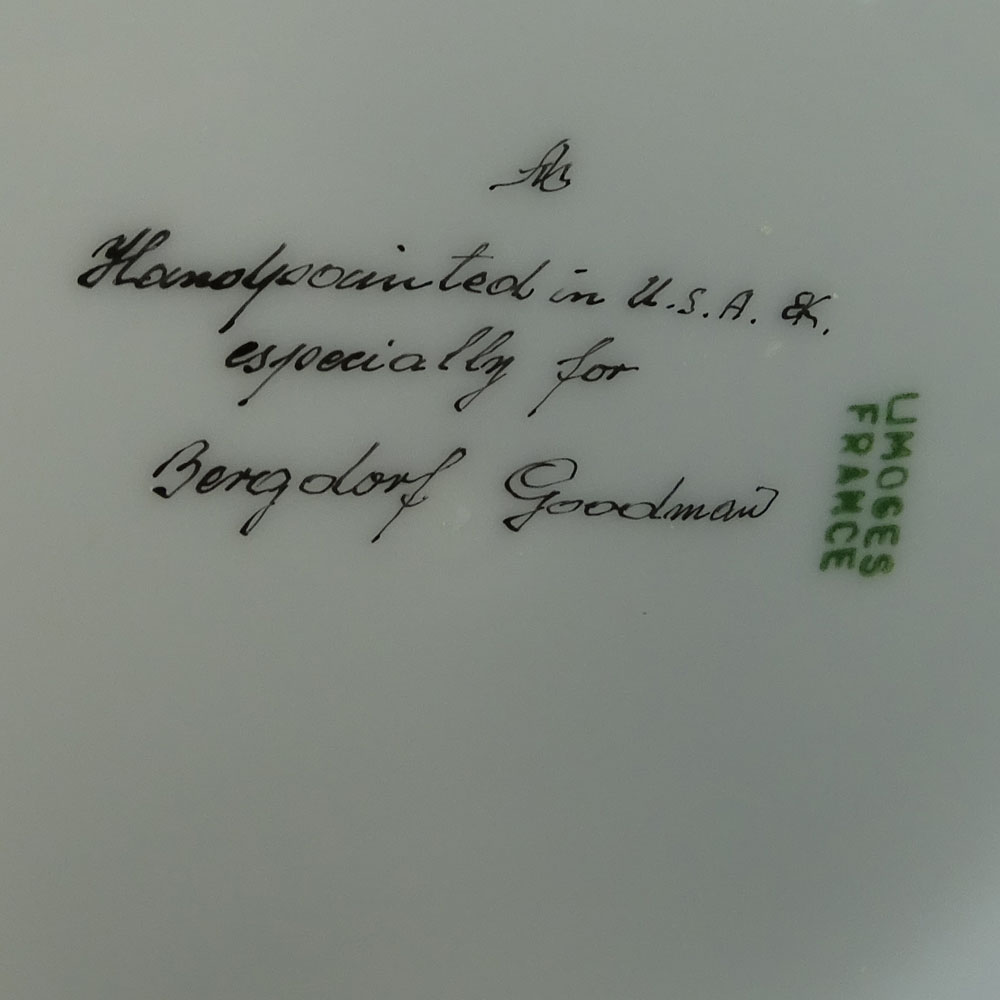 Handpainted in U.S.A. &.
especially for
Bergdorf Goodman
LIMOGES
FRANCE